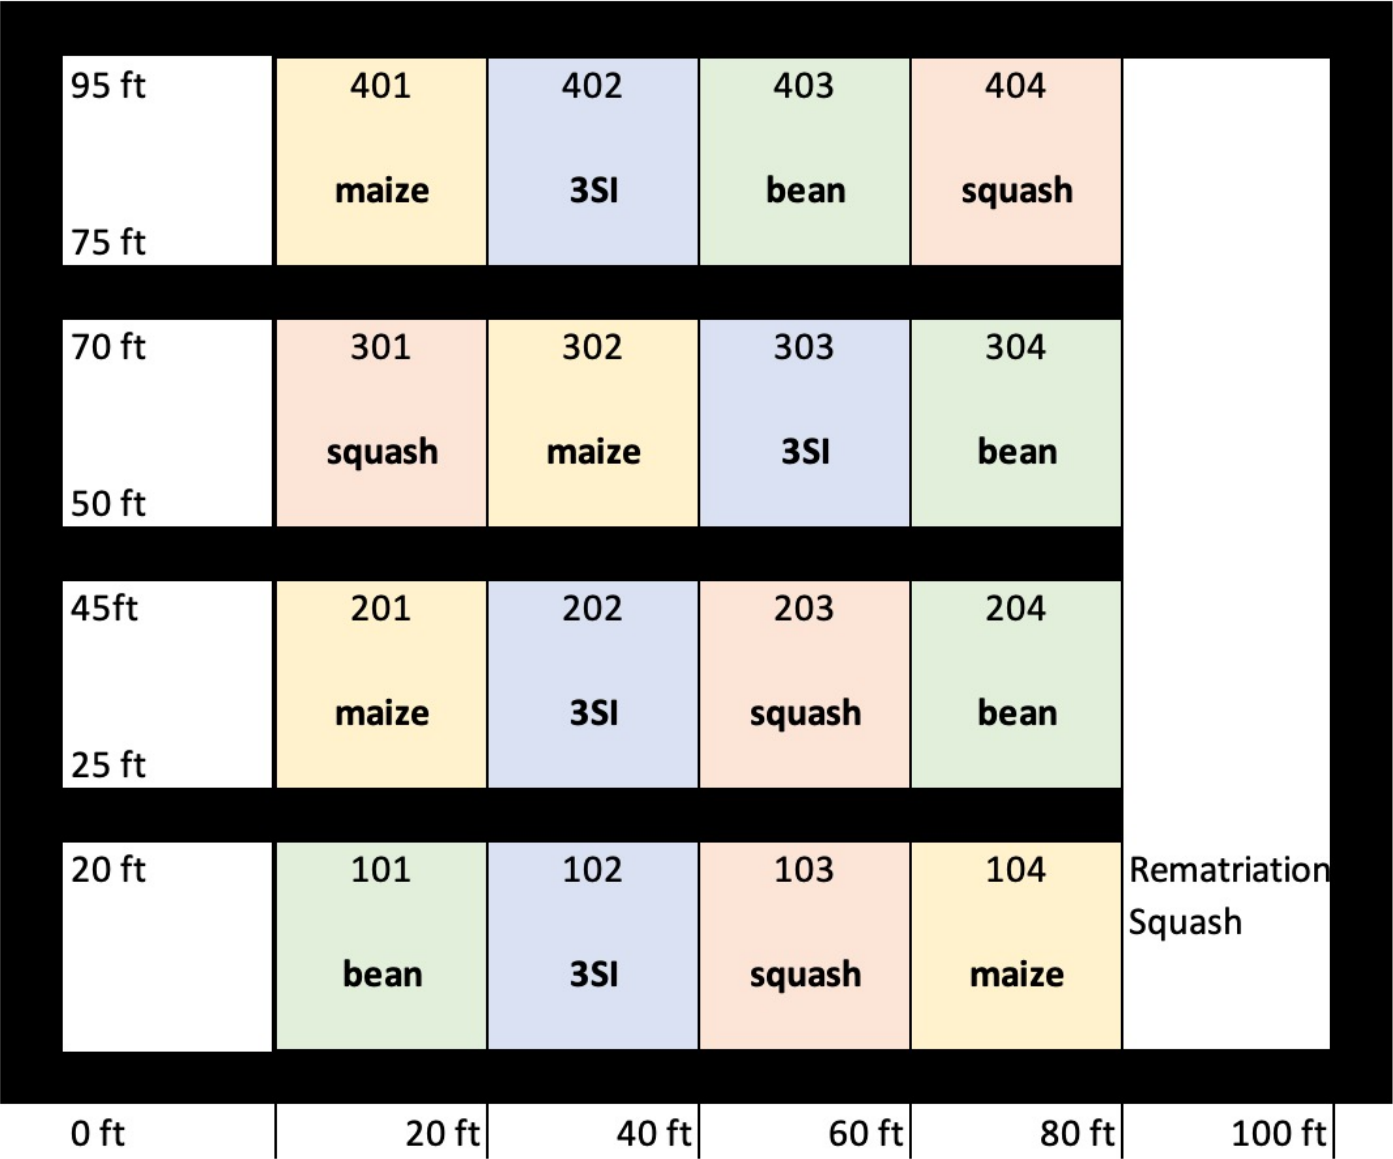 95 ft 401 402 403 404
maize 3SI bean squash
75 ft
70 ft 301 302 303 304
squash maize 3SI bean
50 ft
45ft 201 202 203 204
maize 3SI squash bean
25 ft
20 ft 101 102 103 104 Rematriation
Squash
bean 3SI squash maize
0 ft 20 ft 40 ft 60 ft 80 ft 100 ft